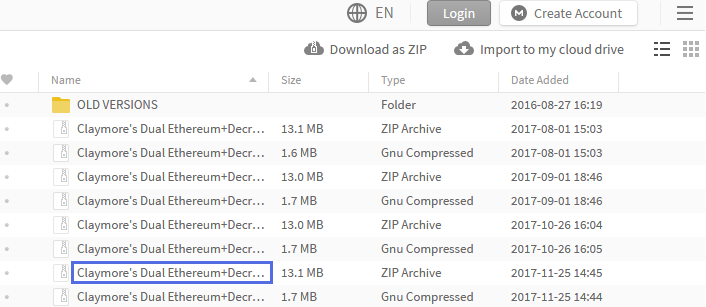 EN Login Create Account
Download as ZIP Import to my cloud drive
Name Size Type Date Added
OLD VERSIONS Folder 2016-08-27 16:19
Claymore's Dual Ethereum+Decr... 13.1 MB ZIP Archive 2017-08-01 15:03
Claymore's Dual Ethereum+Decr... 1.6 MB Gnu Compressed 2017-08-01 15:03
Claymore's Dual Ethereum+Decr... 13.0 MB ZIP Archive 2017-09-01 18:46
Claymore's Dual Ethereum+Decr... 1.7 MB Gnu Compressed 2017-09-01 18:46
Claymore's Dual Ethereum+Decr... 13.0 MB ZIP Archive 2017-10-26 16:04
Claymore's Dual Ethereum+Decr... 1.7 MB Gnu Compressed 2017-10-26 16:05
Claymore's Dual Ethereum+Decr... 13.1 MB ZIP Archive 2017-11-25 14:45
Claymore's Dual Ethereum+Decr... 1.7 MB Gnu Compressed 2017-11-25 14:44